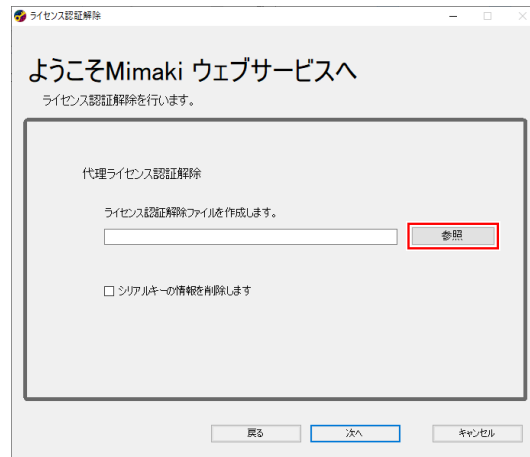 ライセンス認証解除
ようこそMimaki ウェブサービスへ
ライセンス認証解除を行います。
代理ライセンス認証解除
ライセンス認証解除ファイルを作成します。
参照
シリアルキーの情報を削除します
戻る
次へ
キャンセル